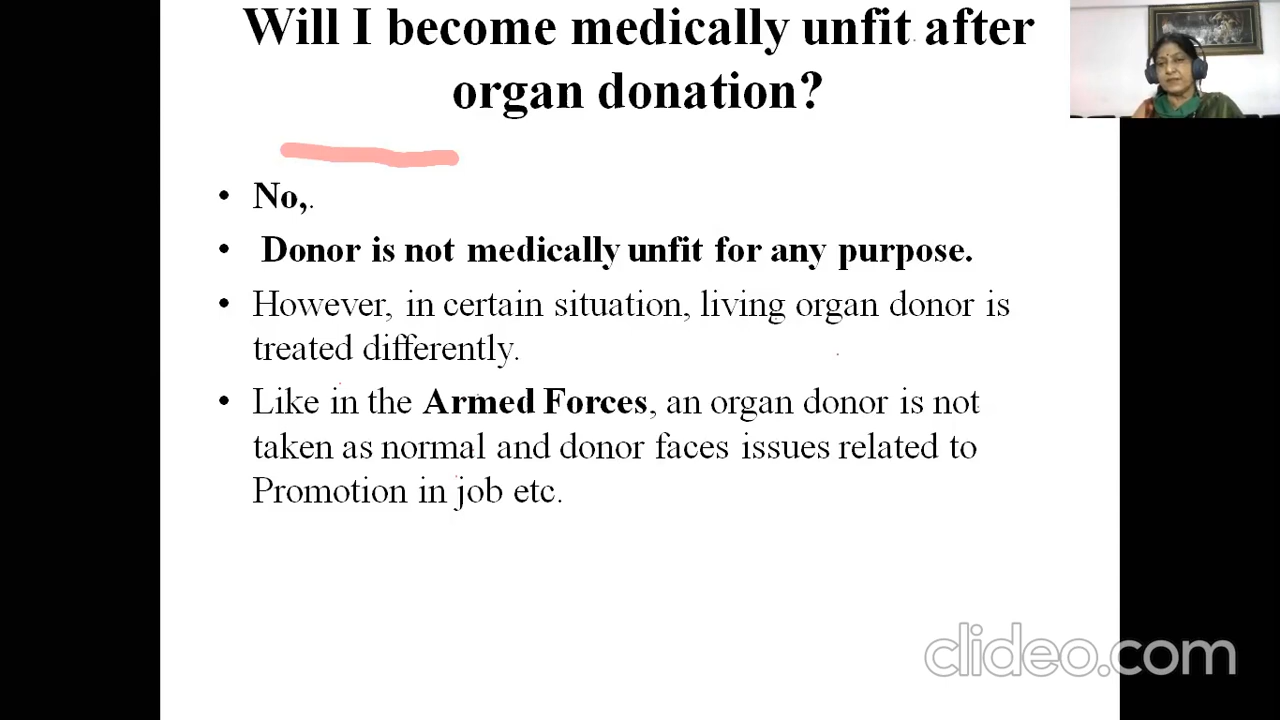 Will I become medically unfit after
organ donation?
• No,.
• Donor is not medically unfit for any purpose.
• However, in certain situation, living organ donor is
treated differently.
• Like in the Armed Forces, an organ donor is not
taken as normal and donor faces issues related to
Promotion in job etc.
clideo.com